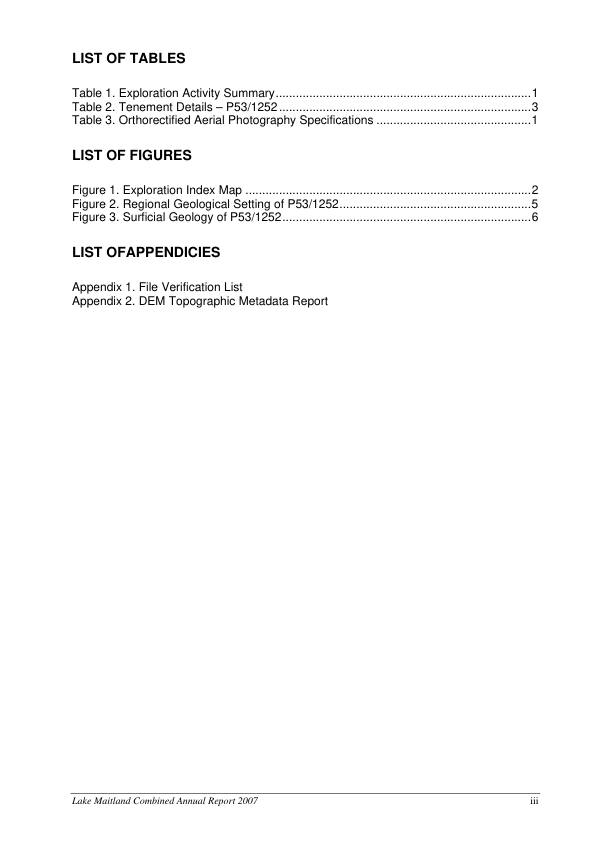 LIST OF TABLES
Table 1. Exploration Activity Summary.............................................................................1
Table 2. Tenement Details – P53/1252............................................................................3
Table 3. Orthorectified Aerial Photography Specifications ..............................................1
LIST OF FIGURES
Figure 1. Exploration Index Map ......................................................................................2
Figure 2. Regional Geological Setting of P53/1252.........................................................5
Figure 3. Surficial Geology of P53/1252..........................................................................6
LIST OFAPPENDICIES
Appendix 1. File Verification List
Appendix 2. DEM Topographic Metadata Report
Lake Maitland Combined Annual Report 2007 iii